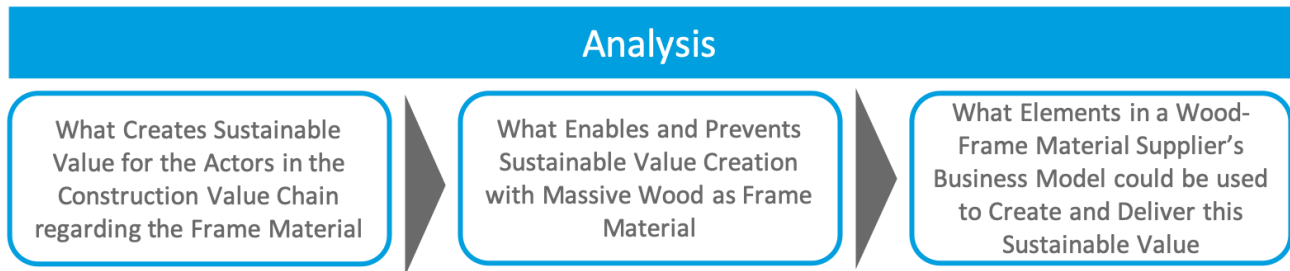 Analysis
What Creates Sustainable
Value for the Actors in the
Construction Value Chain
regarding the Frame Material
What Enables and Prevents
Sustainable Value Creation
with Massive Wood as Frame
Material
What Elements in a Wood-
Frame Material Supplier's
Business Model could be used
to Create and Deliver this
Sustainable Value